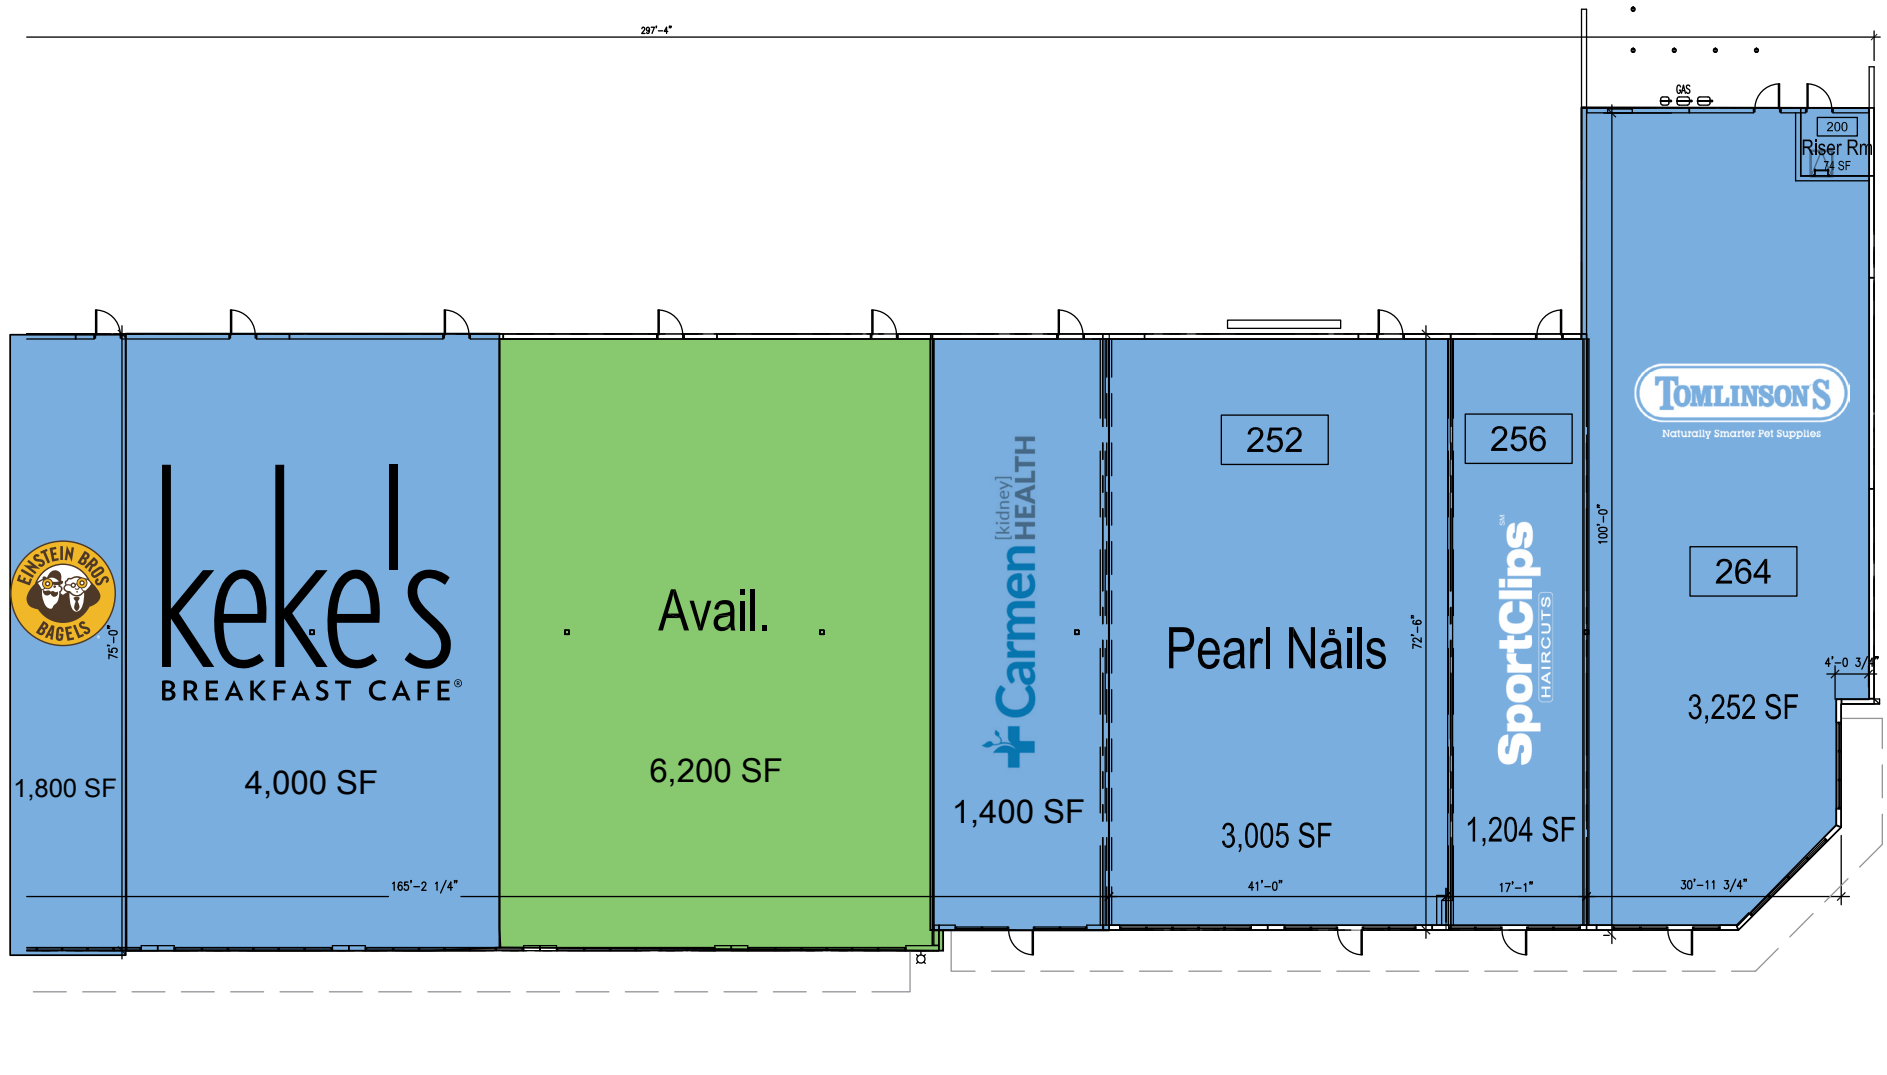 297'-4"
GAS
200
Riser Rm
74 SF
TOMLINSON'S
Naturally Smarter Pet Supplies
252
256
264
[kidney]
HEALTH
Carmen
SportClips
SM
HAIRCUTS
100'-0"
EINSTEIN BROS
BAGELS
75'-0"
keke's
BREAKFAST CAFE®
Avail.
Pearl Nails
72'-6"
4'-0 3/4"
3,252 SF
1,800 SF
4,000 SF
6,200 SF
1,400 SF
3,005 SF
1,204 SF
165'-2 1/4"
41'-0"
17'-1"
30'-11 3/4"